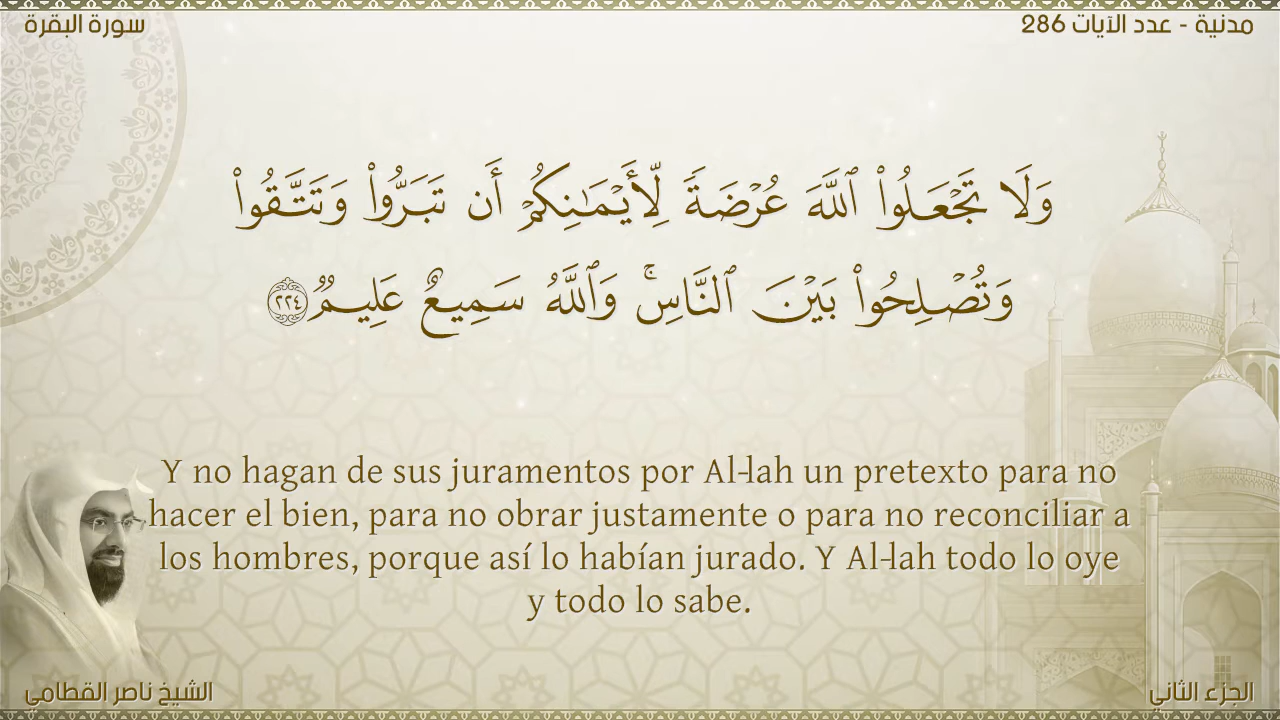 سورة البقرة
مدنية - عدد الآيات 286
وَلَا تَجْعَلُوا۟ ٱللَّهَ عُرْضَةً لِّأَيْمَـٰنِكُمْ أَن تَبَرُّوا۟ وَتَتَّقُوا۟
وَتُصْلِحُوا۟ بَيْنَ ٱلنَّاسِ ۗ وَٱللَّهُ سَمِيعٌ عَلِيمٌ ٢٢٤
Y no hagan de sus juramentos por Al-lah un pretexto para no
hacer el bien, para no obrar justamente o para no reconciliar a
los hombres, porque así lo habían jurado. Y Al-lah todo lo oye
y todo lo sabe.
الشيخ ناصر القطامي
الجزء الثاني